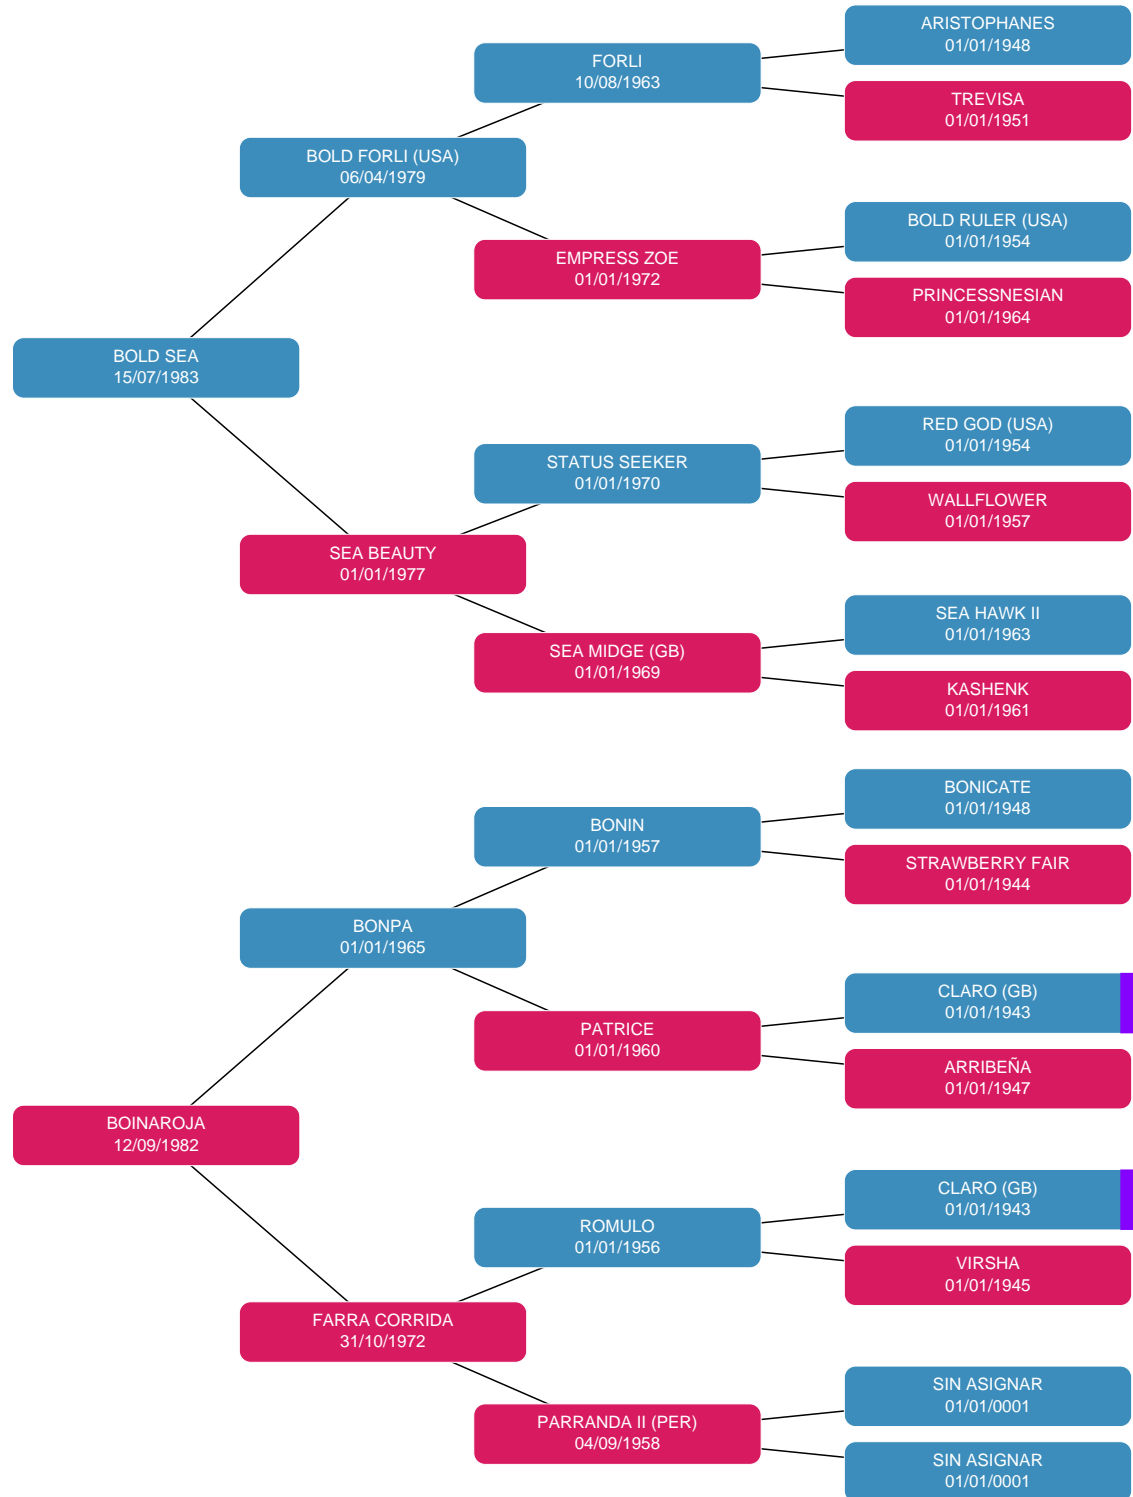 ARISTOPHANES
01/01/1948
FORLI
10/08/1963
TREVISA
01/01/1951
BOLD FORLI (USA)
06/04/1979
BOLD RULER (USA)
01/01/1954
EMPRESS ZOE
01/01/1972
PRINCESSNESIAN
01/01/1964
BOLD SEA
15/07/1983
RED GOD (USA)
01/01/1954
STATUS SEEKER
01/01/1970
WALLFLOWER
01/01/1957
SEA BEAUTY
01/01/1977
SEA HAWK II
01/01/1963
SEA MIDGE (GB)
01/01/1969
KASHENK
01/01/1961
BONICATE
01/01/1948
BONIN
01/01/1957
STRAWBERRY FAIR
01/01/1944
BONPA
01/01/1965
CLARO (GB)
01/01/1943
PATRICE
01/01/1960
ARRIBEÑA
01/01/1947
BOINAROJA
12/09/1982
CLARO (GB)
01/01/1943
ROMULO
01/01/1956
VIRSHA
01/01/1945
FARRA CORRIDA
31/10/1972
SIN ASIGNAR
01/01/0001
PARRANDA II (PER)
04/09/1958
SIN ASIGNAR
01/01/0001